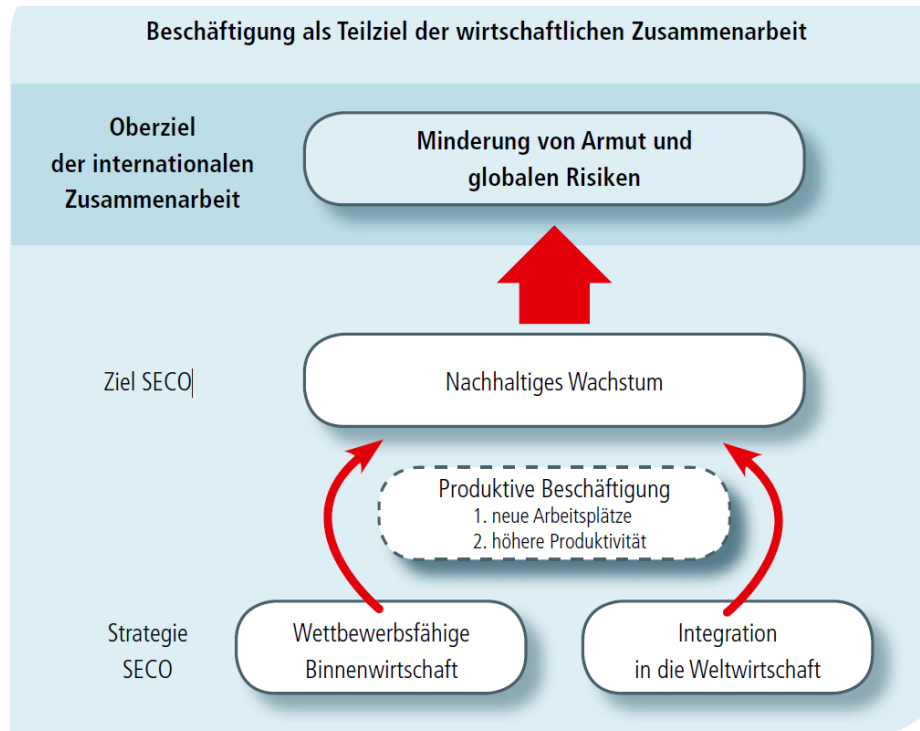 Beschäftigung als Teilziel der wirtschaftlichen Zusammenarbeit
Oberziel
der internationalen
Zusammenarbeit
Minderung von Armut und
globalen Risiken
Ziel SECO
Nachhaltiges Wachstum
Produktive Beschäftigung
1. neue Arbeitsplätze
2. höhere Produktivität
Strategie
SECO
Wettbewerbsfähige
Binnenwirtschaft
Integration
in die Weltwirtschaft